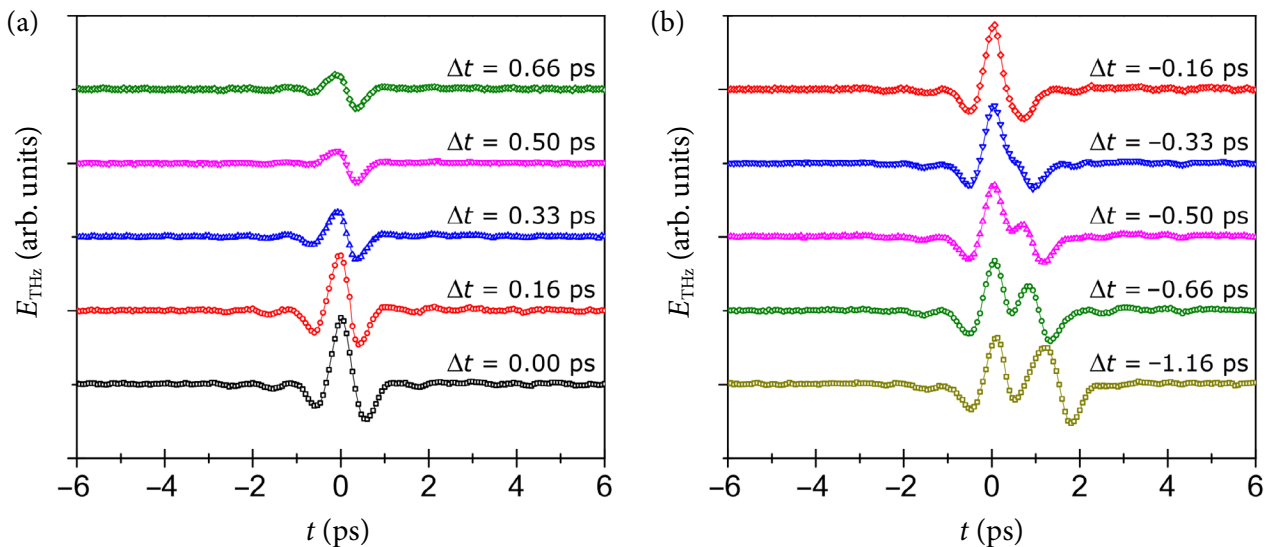 (a)
Δt = 0.66 ps
Δt = 0.50 ps
Δt = 0.33 ps
Δt = 0.16 ps
Δt = 0.00 ps
E_THz (arb. units)
−6 −4 −2 0 2 4 6
t (ps)
(b)
Δt = –0.16 ps
Δt = –0.33 ps
Δt = –0.50 ps
Δt = –0.66 ps
Δt = –1.16 ps
E_THz (arb. units)
−6 −4 −2 0 2 4 6
t (ps)